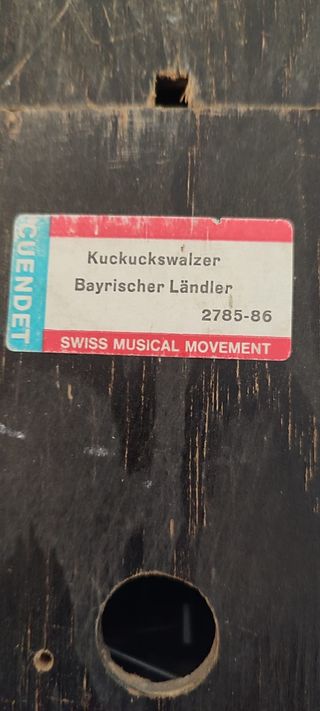 CUENDET
Kuckuckswalzer
Bayrischer Ländler
2785-86
SWISS MUSICAL MOVEMENT